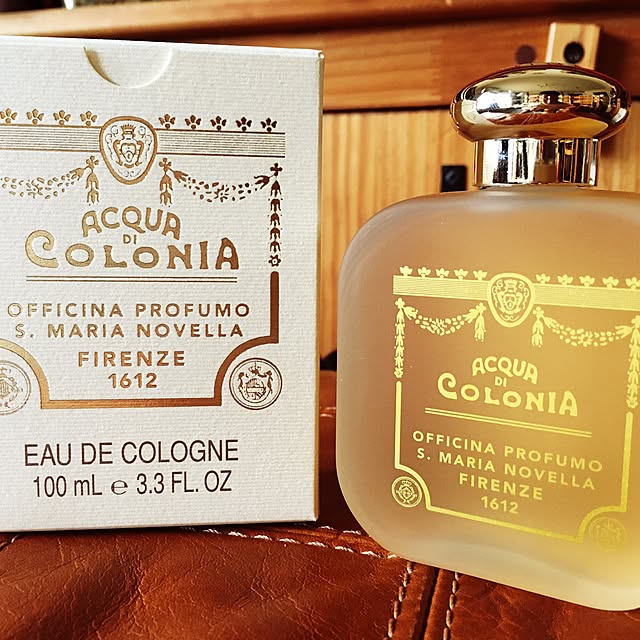 ACQUA
DI
COLONIA
OFFICINA PROFUMO
S. MARIA NOVELLA
FIRENZE
1612
EAU DE COLOGNE
100 mL ℮ 3.3 FL. OZ
ACQUA
DI
COLONIA
OFFICINA PROFUMO
S. MARIA NOVELLA
FIRENZE
1612